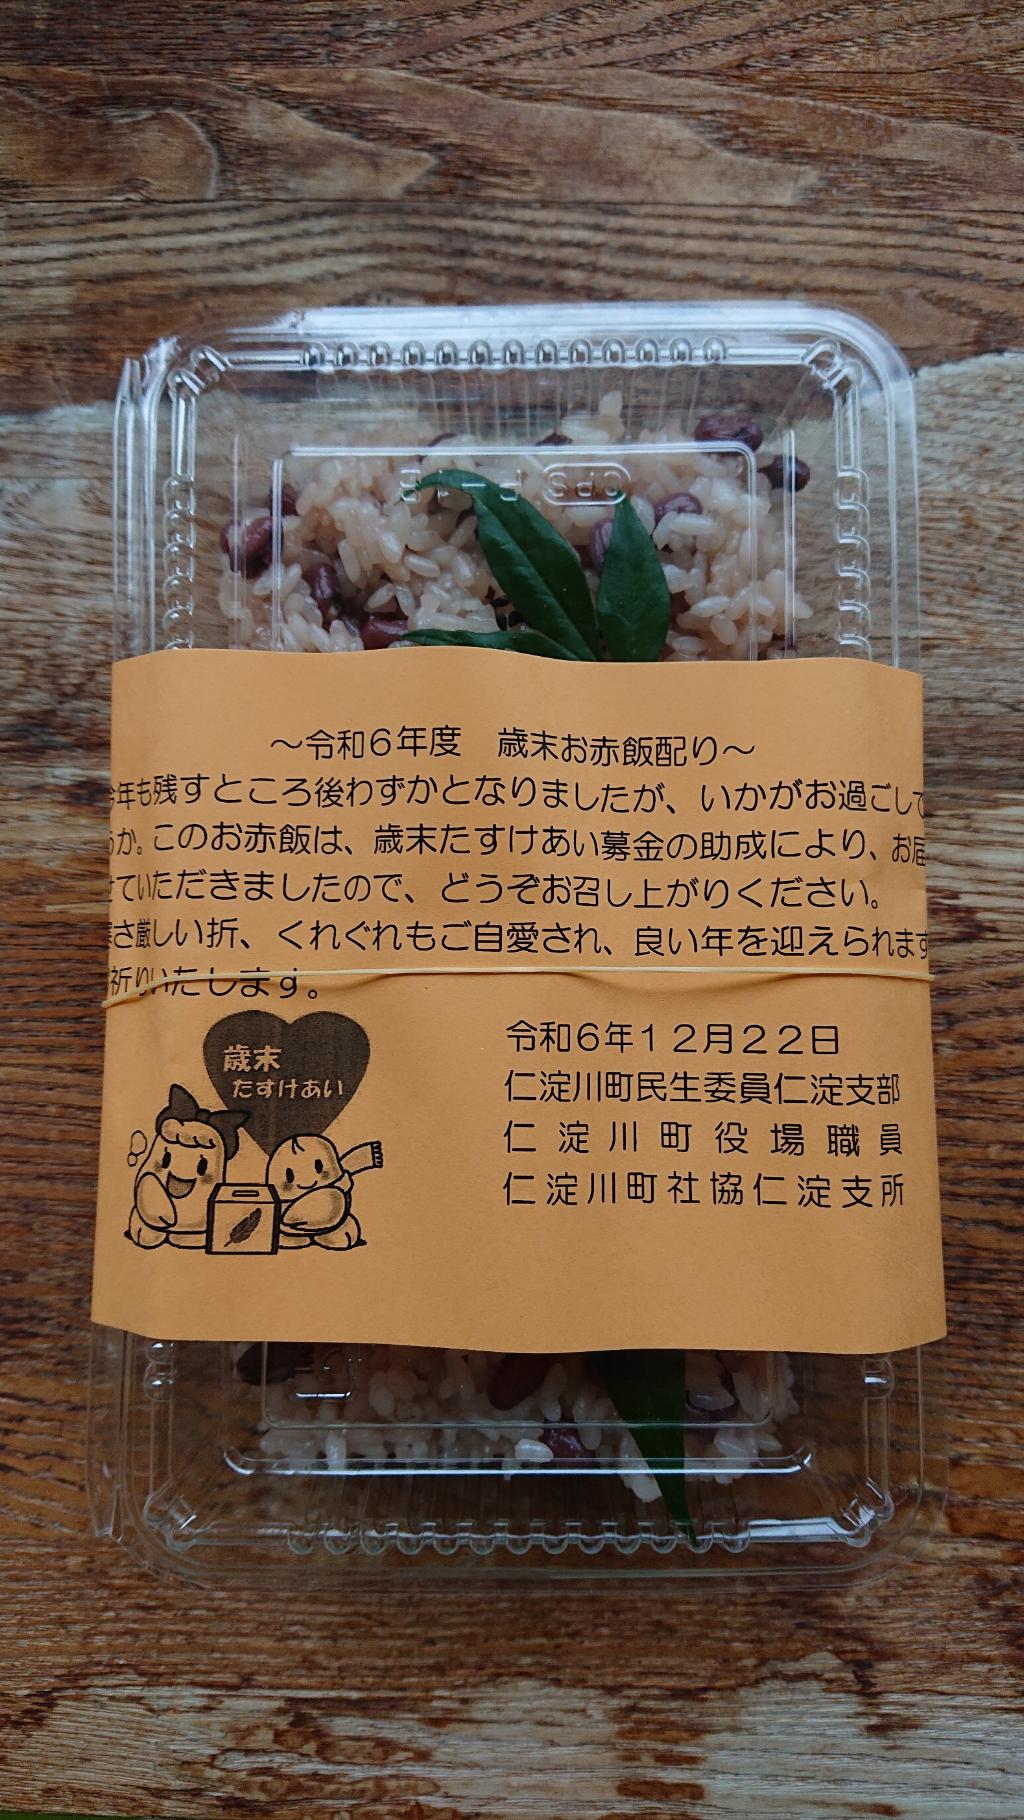 CPS P-12
～令和6年度　歳末お赤飯配り～
今年も残すところ後わずかとなりましたが、いかがお過ごしで
うか。このお赤飯は、歳末たすけあい募金の助成により、お届
せていただきましたので、どうぞお召し上がりください。
寒さ厳しい折、くれぐれもご自愛され、良い年を迎えられます
祈りいたします。
歳末
たすけあい
令和6年12月22日
仁淀川町民生委員仁淀支部
仁淀川町役場職員
仁淀川町社協仁淀支所